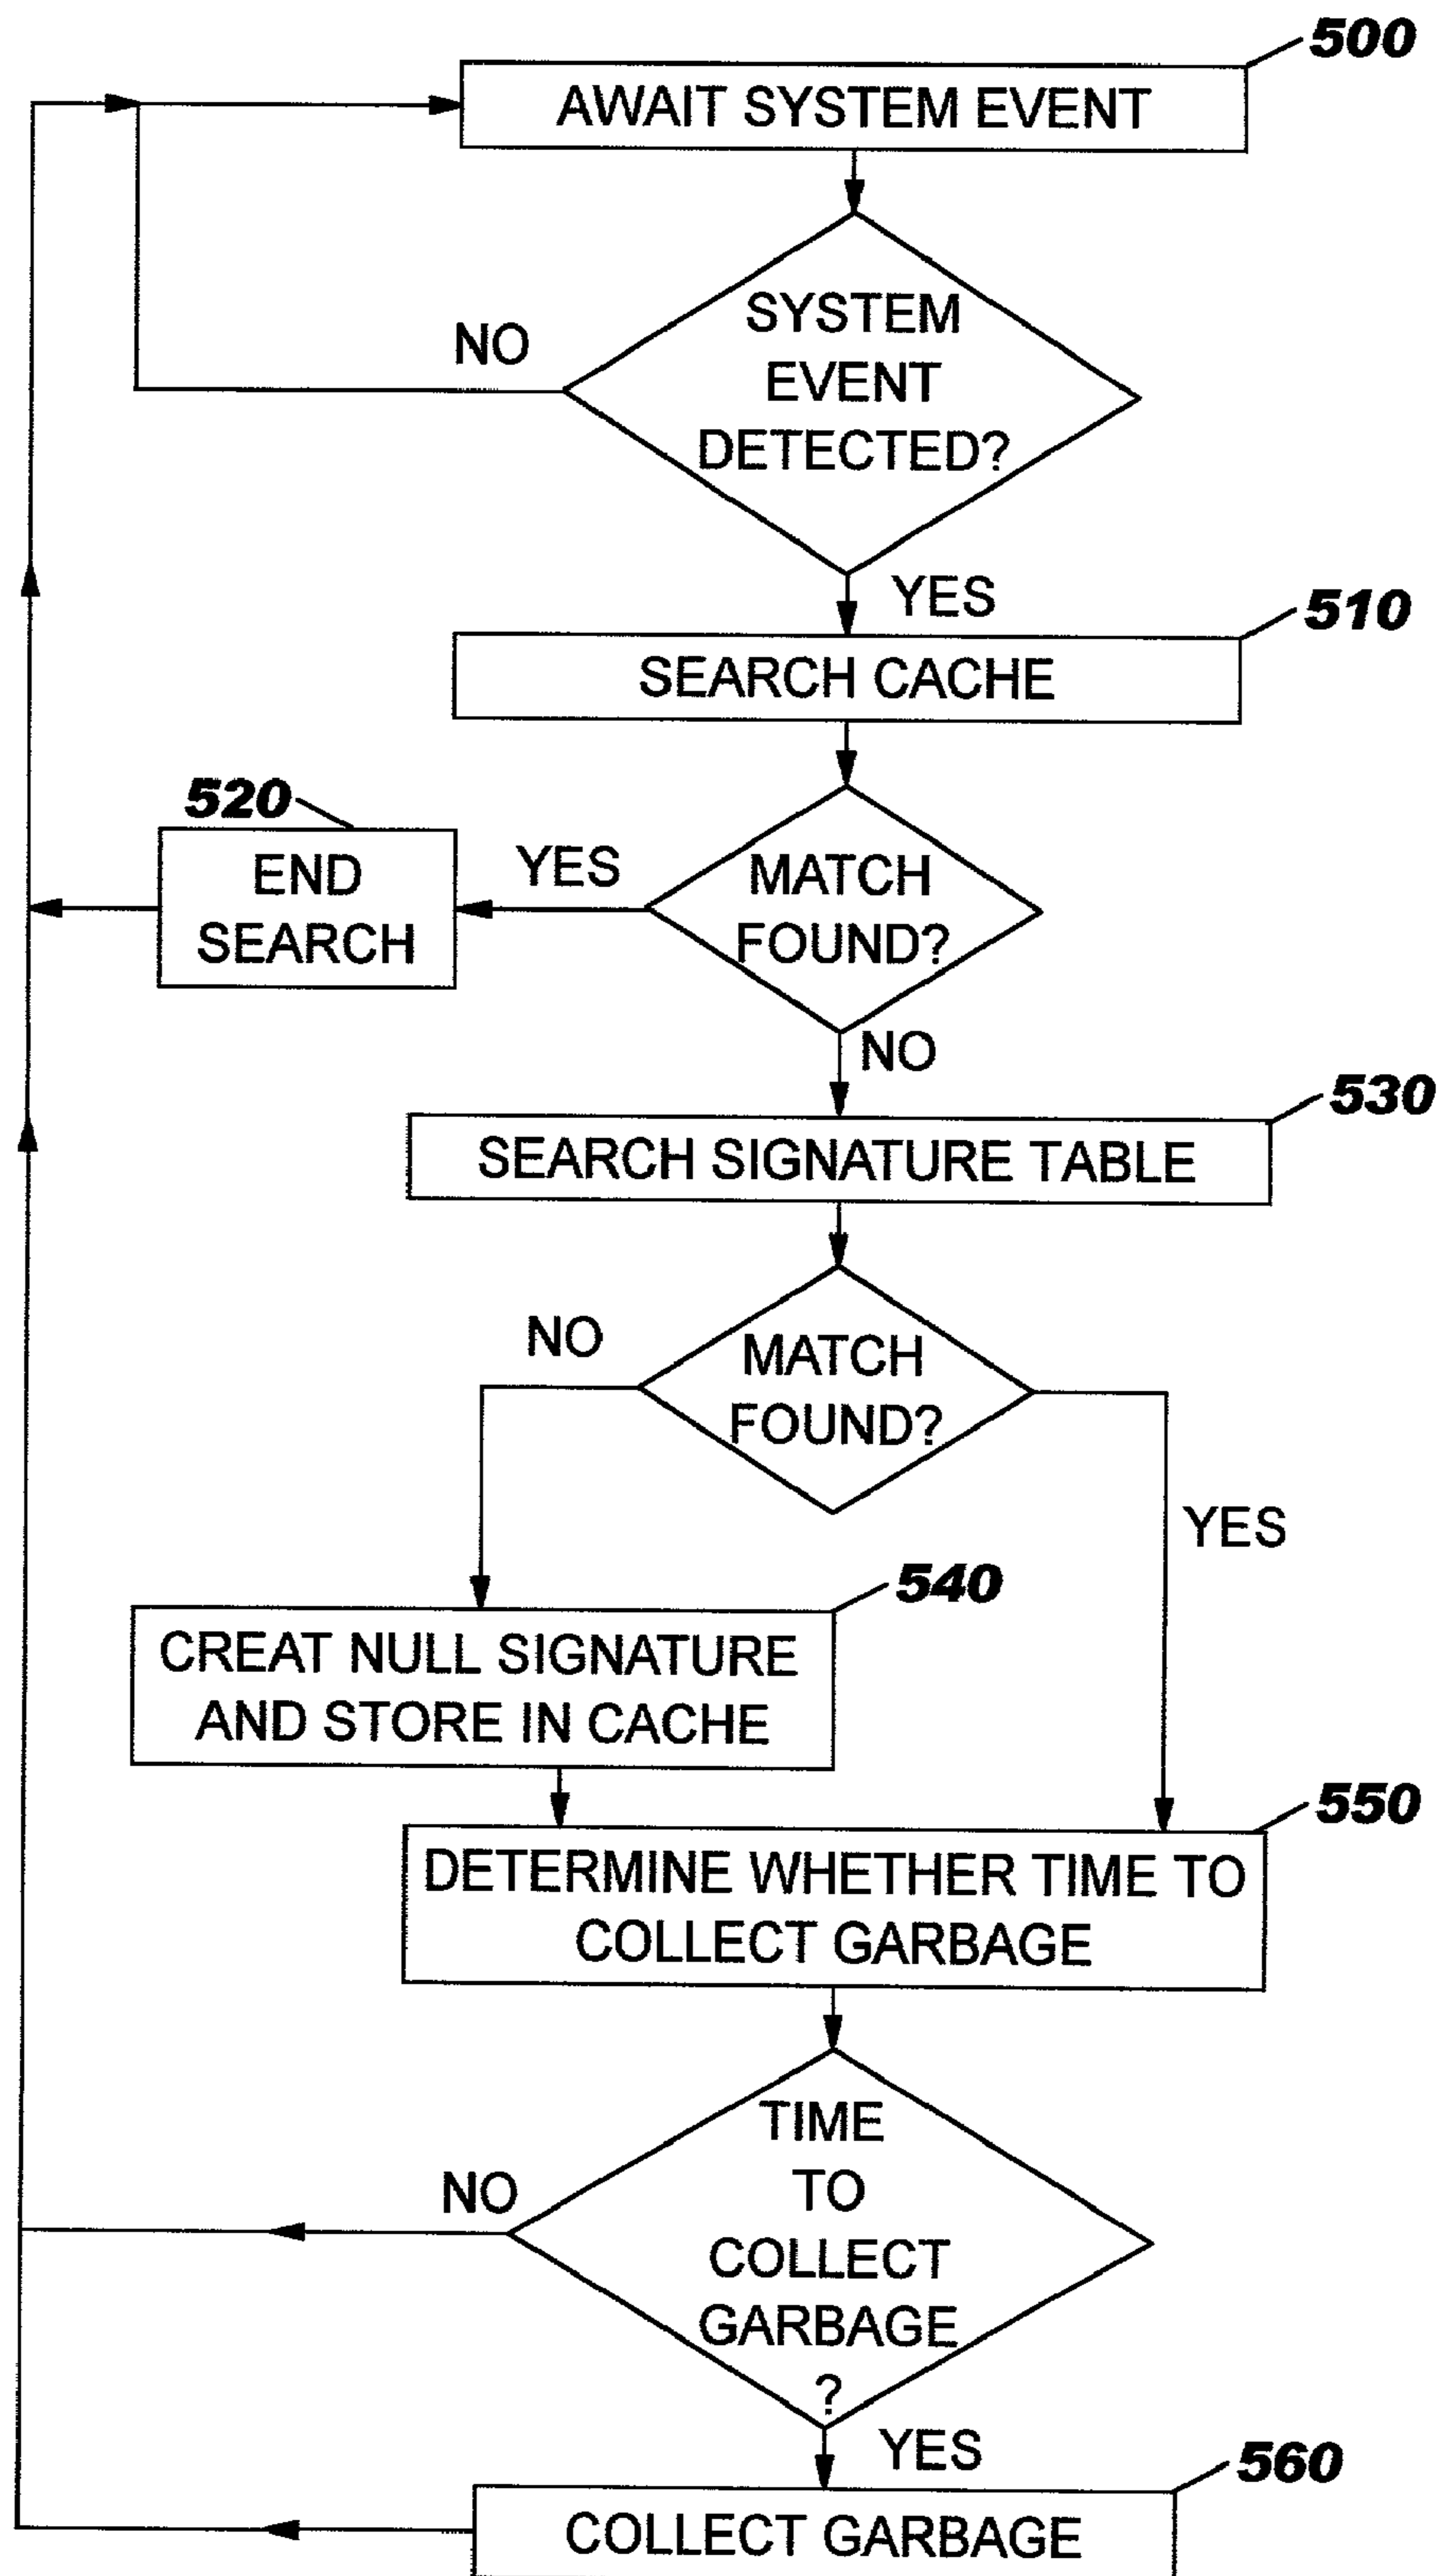 500
AWAIT SYSTEM EVENT
SYSTEM
EVENT
DETECTED?
NO
YES
510
SEARCH CACHE
520
END
SEARCH
YES
MATCH
FOUND?
NO
530
SEARCH SIGNATURE TABLE
NO
MATCH
FOUND?
YES
540
CREAT NULL SIGNATURE
AND STORE IN CACHE
550
DETERMINE WHETHER TIME TO
COLLECT GARBAGE
TIME
TO
COLLECT
GARBAGE
?
NO
YES
560
COLLECT GARBAGE